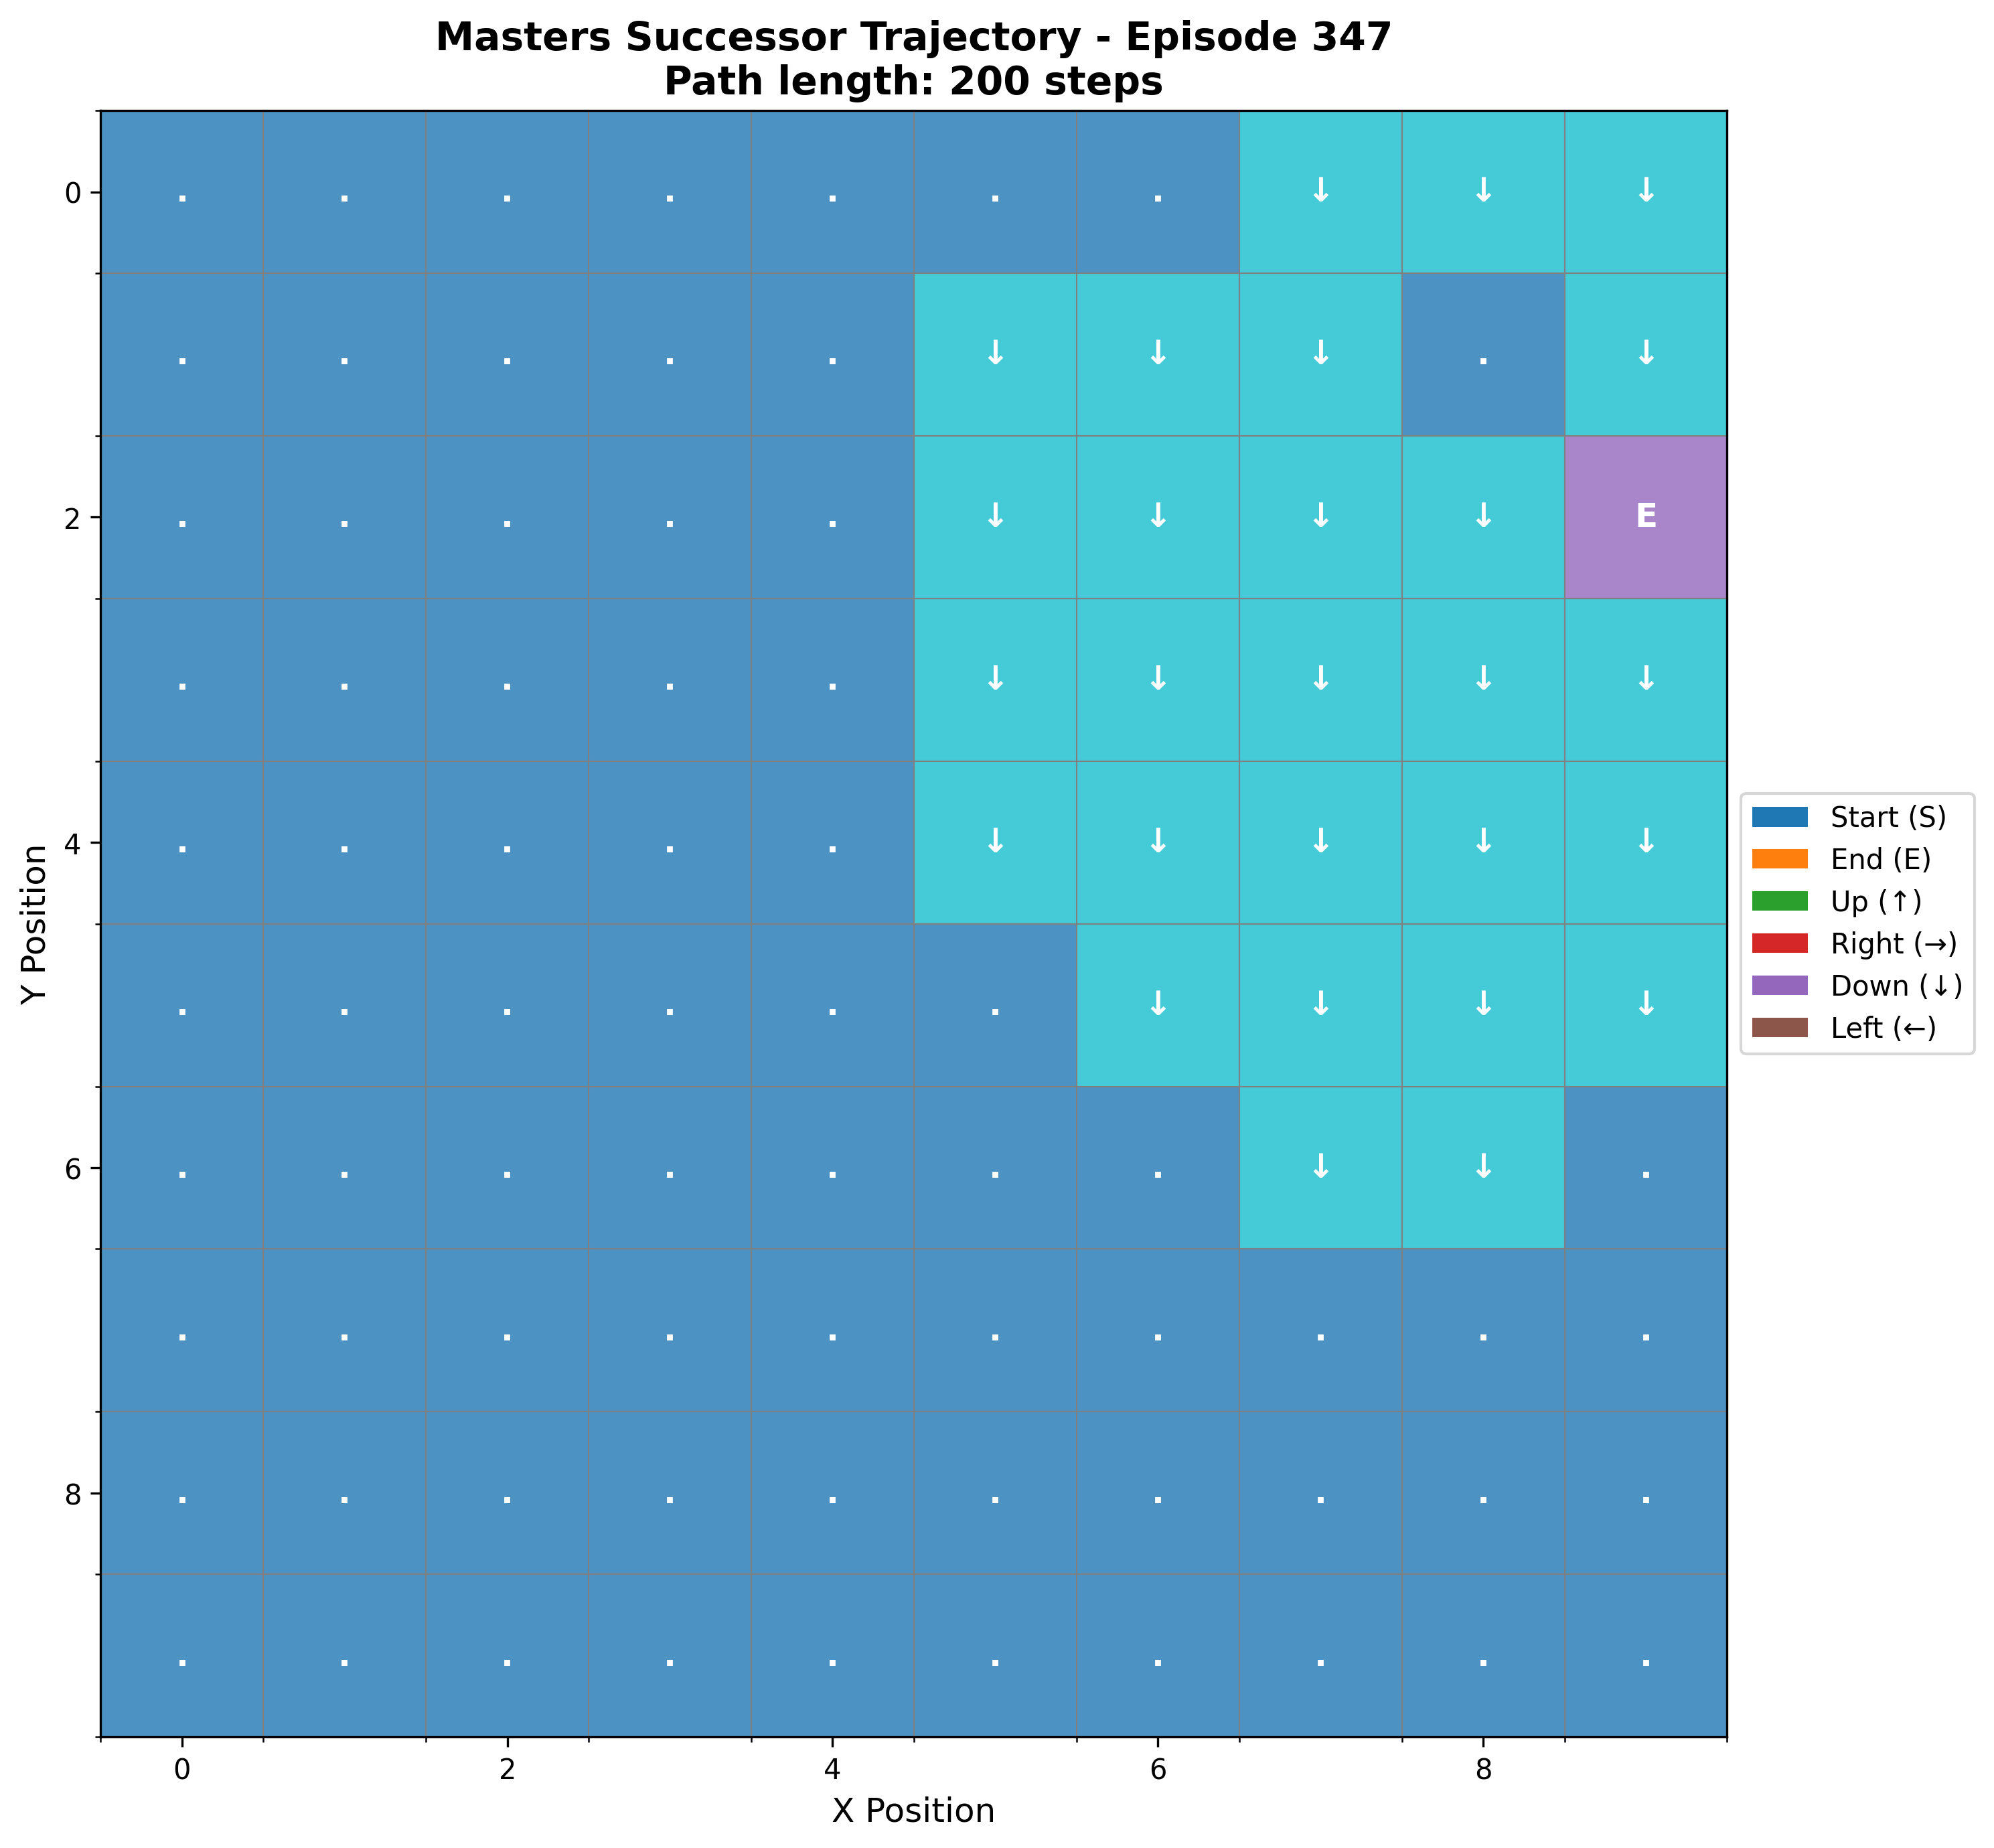 Masters Successor Trajectory - Episode 347
Path length: 200 steps
0
. . . . . . . ↓ ↓ ↓
. . . . . ↓ ↓ ↓ . ↓
2
. . . . . ↓ ↓ ↓ ↓ E
. . . . . ↓ ↓ ↓ ↓ ↓
4
. . . . . ↓ ↓ ↓ ↓ ↓
. . . . . . ↓ ↓ ↓ ↓
6
. . . . . . . ↓ ↓ .
. . . . . . . . . .
8
. . . . . . . . . .
. . . . . . . . . .
Y Position
0 2 4 6 8
X Position
Start (S)
End (E)
Up (↑)
Right (→)
Down (↓)
Left (←)